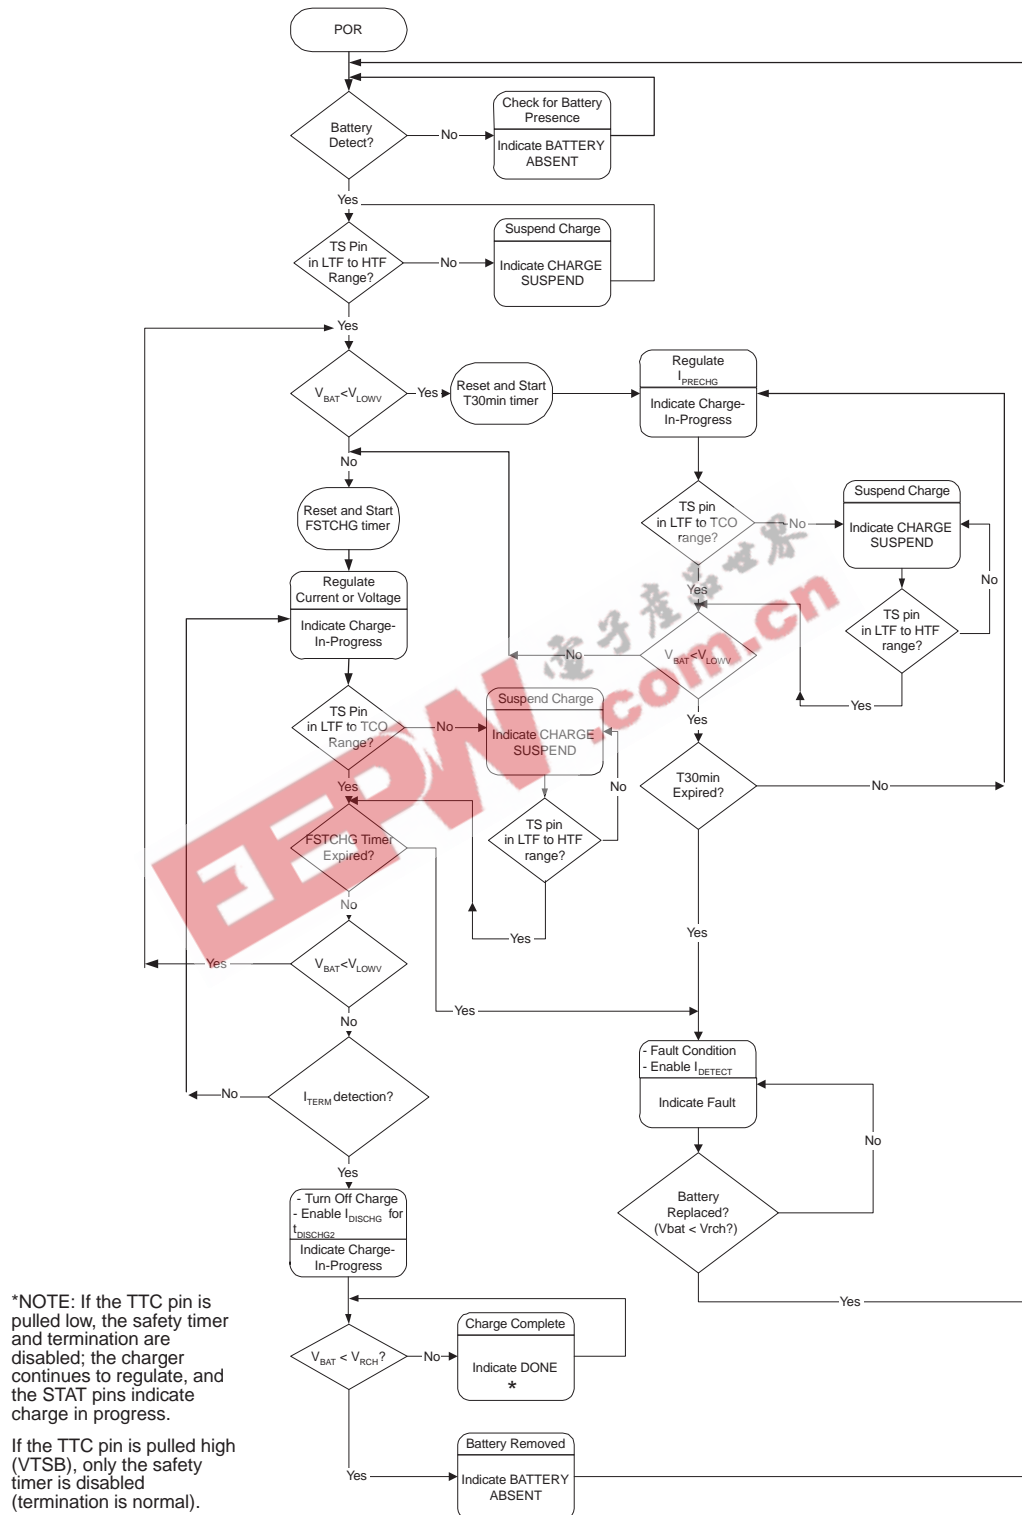 POR
Battery
Detect?
No
Check for Battery
Presence
Indicate BATTERY
ABSENT
Yes
TS Pin
in LTF to HTF
Range?
No
Suspend Charge
Indicate CHARGE
SUSPEND
Yes
VBAT<VLOWV
Yes
Reset and Start
T30min timer
Regulate
IPRECHG
Indicate Charge-
In-Progress
No
Reset and Start
FSTCHG timer
TS pin
in LTF to TCO
range?
No
Suspend Charge
Indicate CHARGE
SUSPEND
No
TS pin
in LTF to HTF
range?
Yes
Yes
Regulate
Current or Voltage
Indicate Charge-
In-Progress
VBAT<VLOWV
No
Yes
TS Pin
in LTF to TCO
Range?
No
Suspend Charge
Indicate CHARGE
SUSPEND
No
TS pin
in LTF to HTF
range?
Yes
T30min
Expired?
No
Yes
Yes
FSTCHG Timer
Expired?
Yes
No
VBAT<VLOWV
Yes
No
ITERM detection?
No
Yes
- Fault Condition
- Enable IDETECT
Indicate Fault
No
Battery
Replaced?
(Vbat < Vrch?)
Yes
- Turn Off Charge
- Enable IDISCHG for
tDISCHG2
Indicate Charge-
In-Progress
VBAT < VRCH?
No
Charge Complete
Indicate DONE
*
Yes
Battery Removed
Indicate BATTERY
ABSENT
*NOTE: If the TTC pin is
pulled low, the safety timer
and termination are
disabled; the charger
continues to regulate, and
the STAT pins indicate
charge in progress.
If the TTC pin is pulled high
(VTSB), only the safety
timer is disabled
(termination is normal).
EEPW
.com.cn
電子產品世界